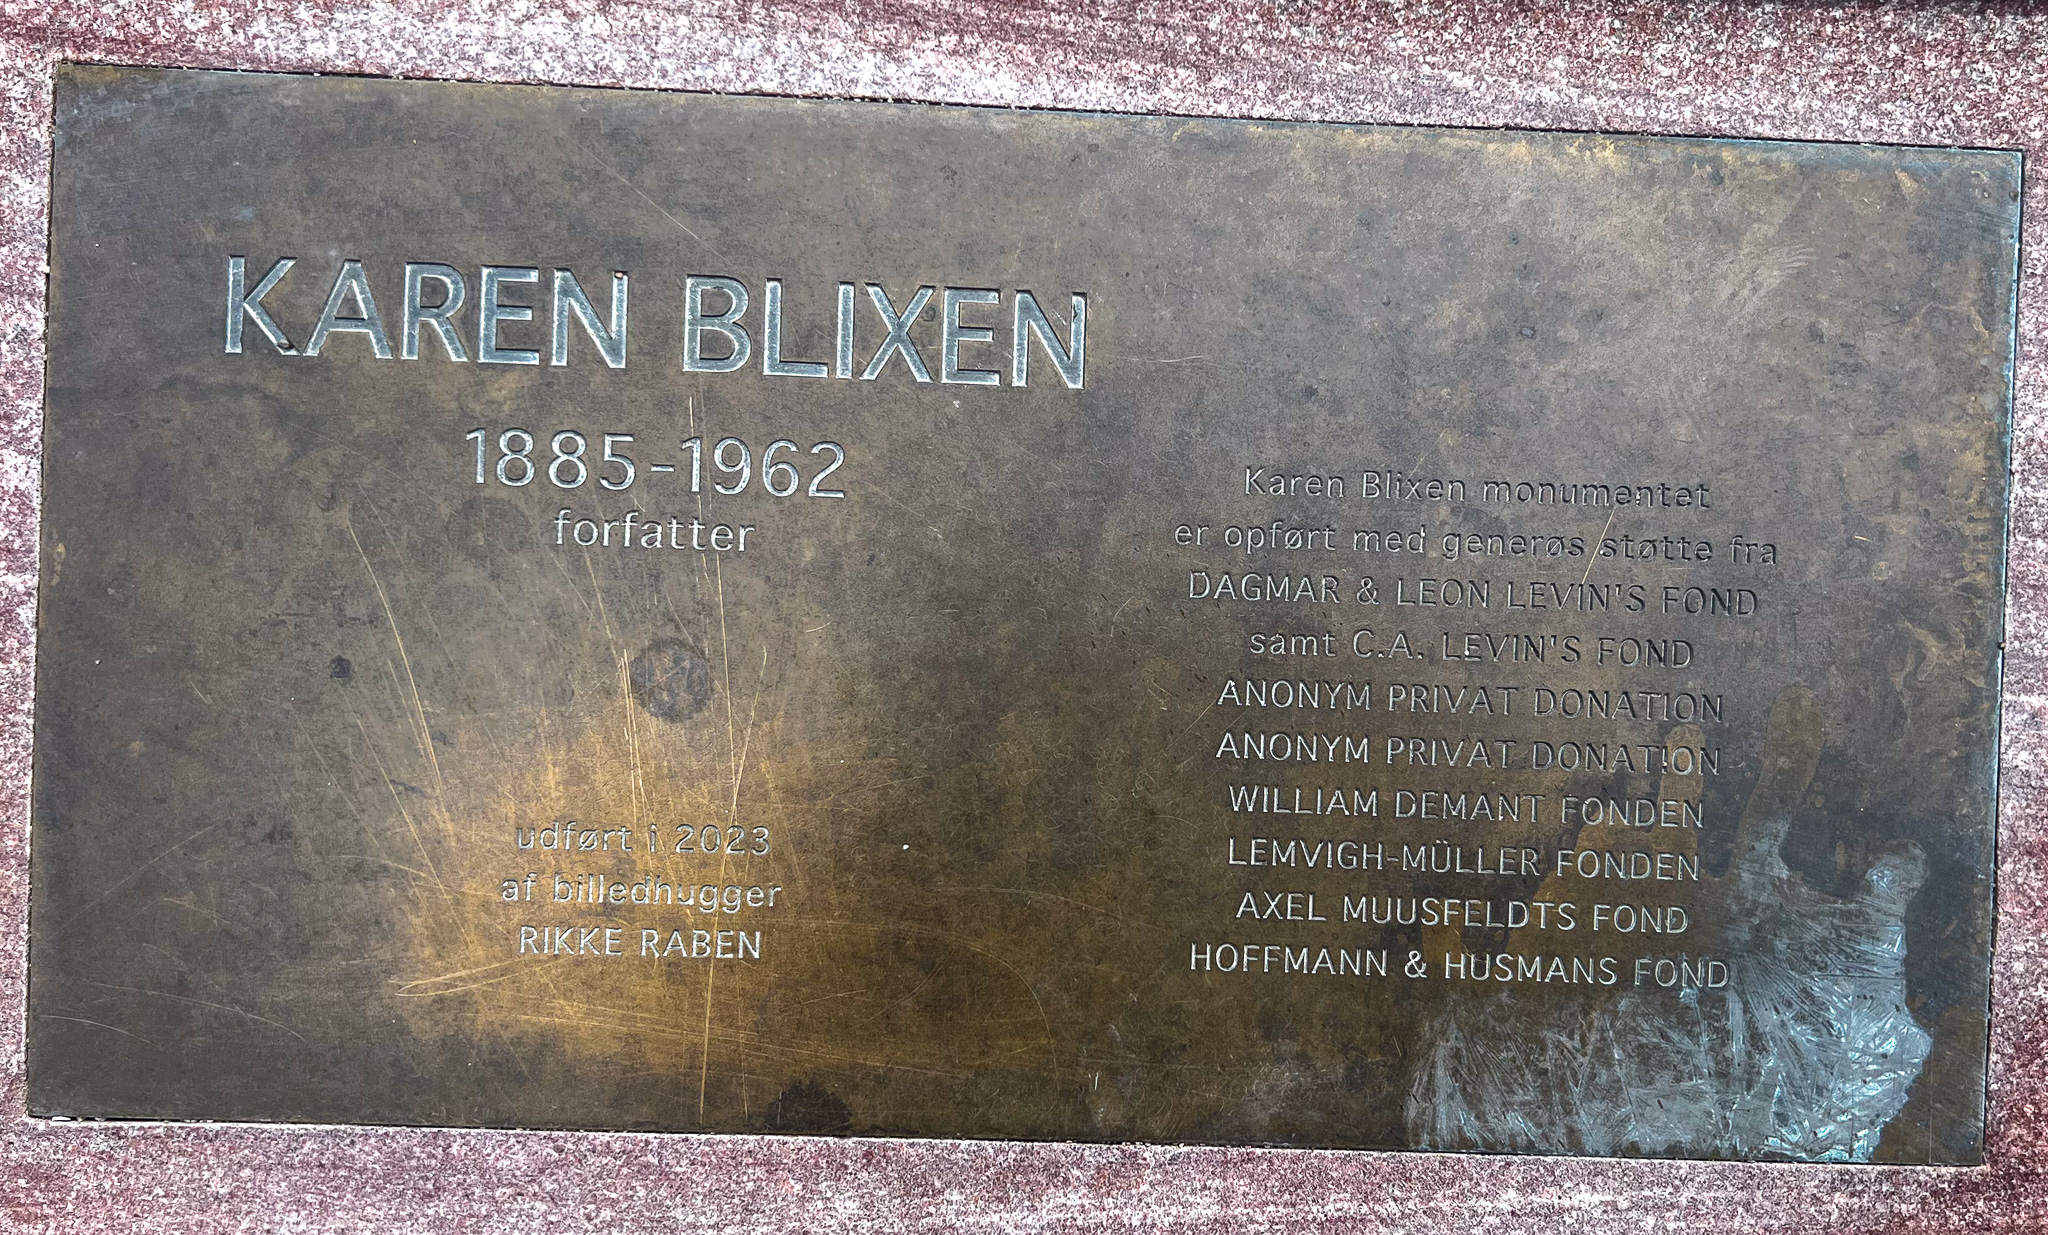 KAREN BLIXEN
1885-1962
forfatter
udført i 2023
af billedhugger
RIKKE RABEN
Karen Blixen monumentet
er opført med generøs støtte fra
DAGMAR & LEON LEVIN'S FOND
samt C.A. LEVIN'S FOND
ANONYM PRIVAT DONATION
ANONYM PRIVAT DONATION
WILLIAM DEMANT FONDEN
LEMVIGH-MÜLLER FONDEN
AXEL MUUSFELDTS FOND
HOFFMANN & HUSMANS FOND